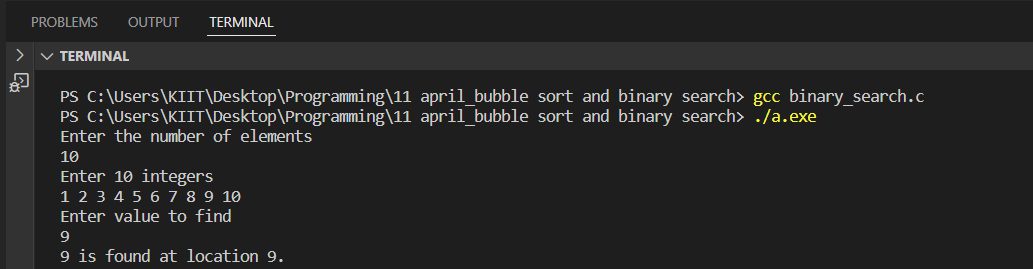 PROBLEMS OUTPUT TERMINAL
TERMINAL
PS C:\Users\KIIT\Desktop\Programming\11 april_bubble sort and binary search> gcc binary_search.c
PS C:\Users\KIIT\Desktop\Programming\11 april_bubble sort and binary search> ./a.exe
Enter the number of elements
10
Enter 10 integers
1 2 3 4 5 6 7 8 9 10
Enter value to find
9
9 is found at location 9.